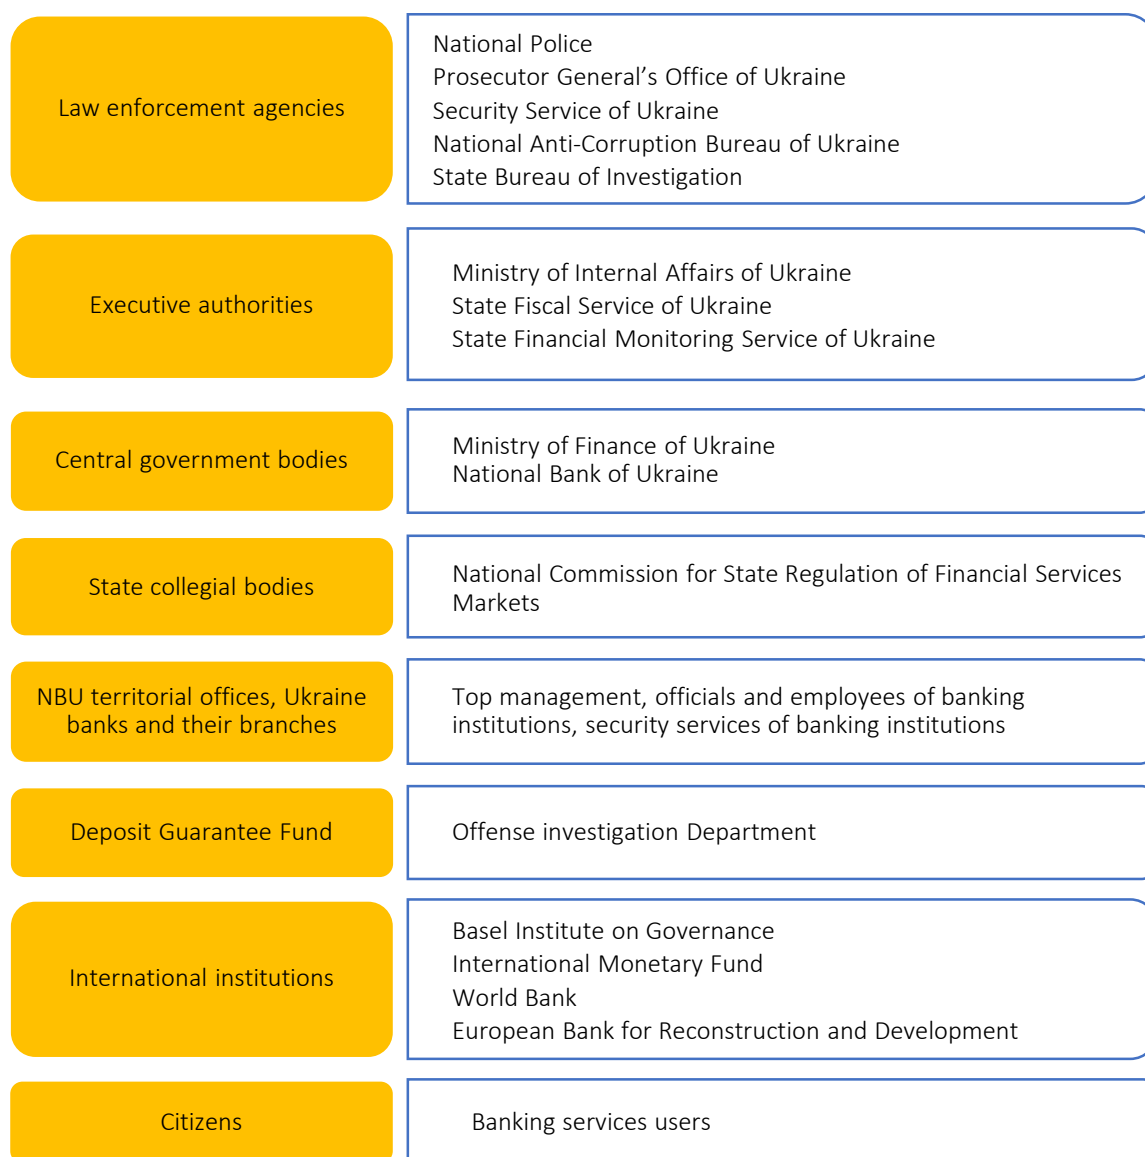 Law enforcement agencies
National Police
Prosecutor General’s Office of Ukraine
Security Service of Ukraine
National Anti-Corruption Bureau of Ukraine
State Bureau of Investigation
Executive authorities
Ministry of Internal Affairs of Ukraine
State Fiscal Service of Ukraine
State Financial Monitoring Service of Ukraine
Central government bodies
Ministry of Finance of Ukraine
National Bank of Ukraine
State collegial bodies
National Commission for State Regulation of Financial Services
Markets
NBU territorial offices, Ukraine
banks and their branches
Top management, officials and employees of banking
institutions, security services of banking institutions
Deposit Guarantee Fund
Offense investigation Department
International institutions
Basel Institute on Governance
International Monetary Fund
World Bank
European Bank for Reconstruction and Development
Citizens
Banking services users